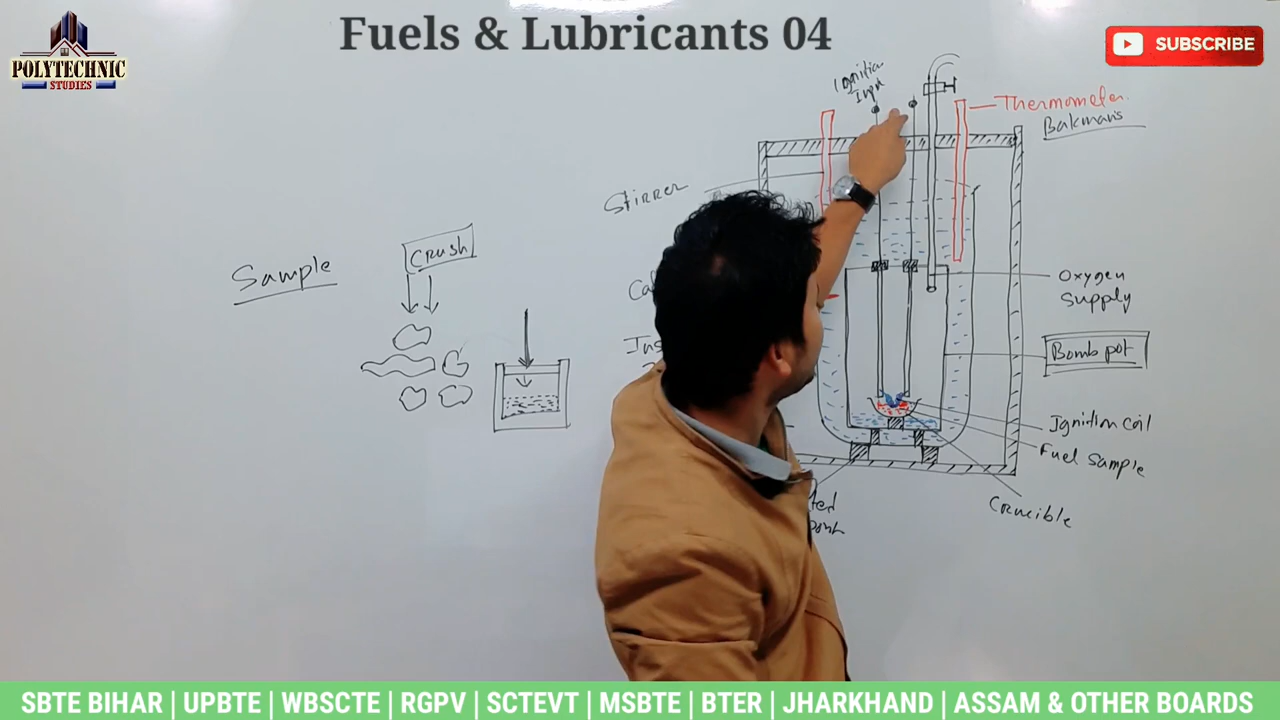 Fuels & Lubricants 04
POLYTECHNIC
STUDIES
SUBSCRIBE
Ignition
Input
Thermometer
Bakman's
Stirrer
Crush
Sample
Oxygen
Supply
Bomb pot
Ignition coil
Fuel Sample
Crucible
SBTE BIHAR | UPBTE | WBSCTE | RGPV | SCTEVT | MSBTE | BTER | JHARKHAND | ASSAM & OTHER BOARDS